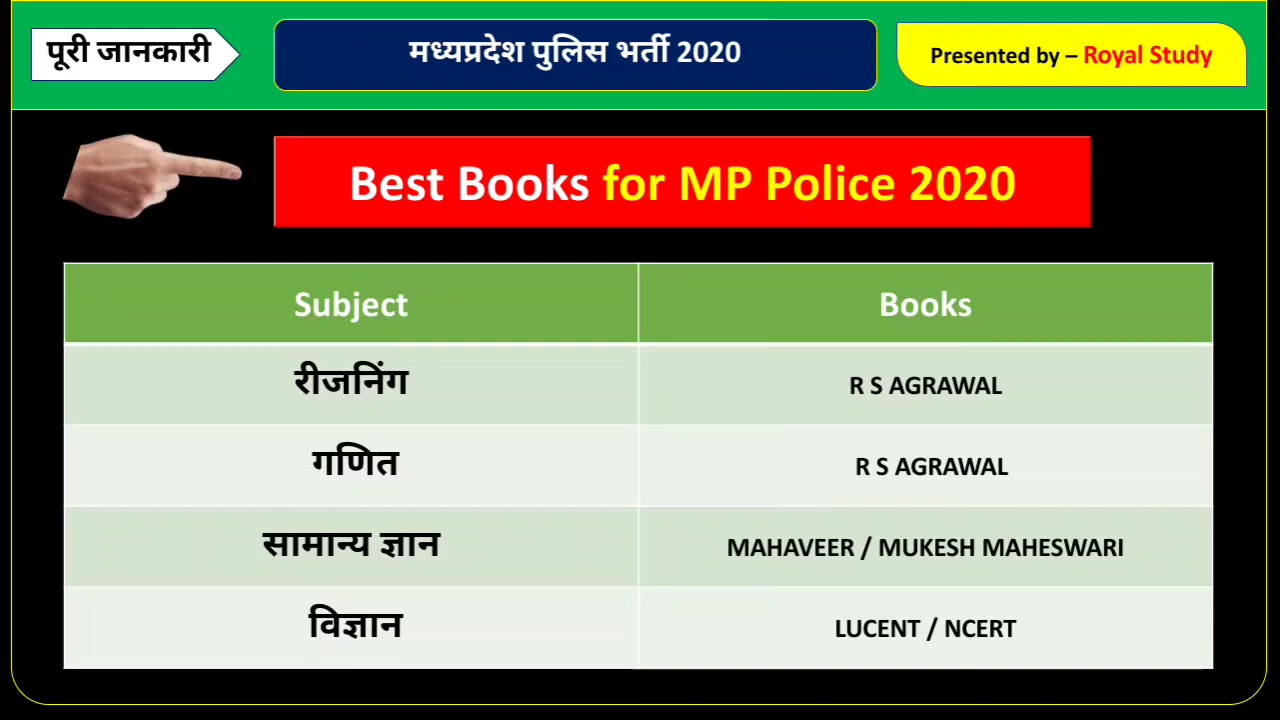 पूरी जानकारी
मध्यप्रदेश पुलिस भर्ती 2020
Presented by – Royal Study
Best Books for MP Police 2020
Subject
Books
रीजनिंग
R S AGRAWAL
गणित
R S AGRAWAL
सामान्य ज्ञान
MAHAVEER / MUKESH MAHESWARI
विज्ञान
LUCENT / NCERT